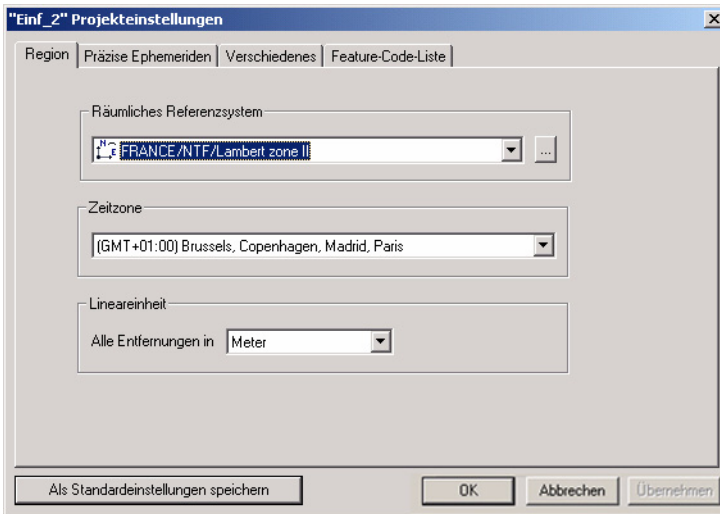 "Einf_2" Projekteinstellungen
Region Präzise Ephemeriden Verschiedenes Feature-Code-Liste
Räumliches Referenzsystem
N E FRANCE/NTF/Lambert zone II ...
Zeitzone
(GMT+01:00) Brussels, Copenhagen, Madrid, Paris
Lineareinheit
Alle Entfernungen in Meter
Als Standardeinstellungen speichern OK Abbrechen Übernehmen